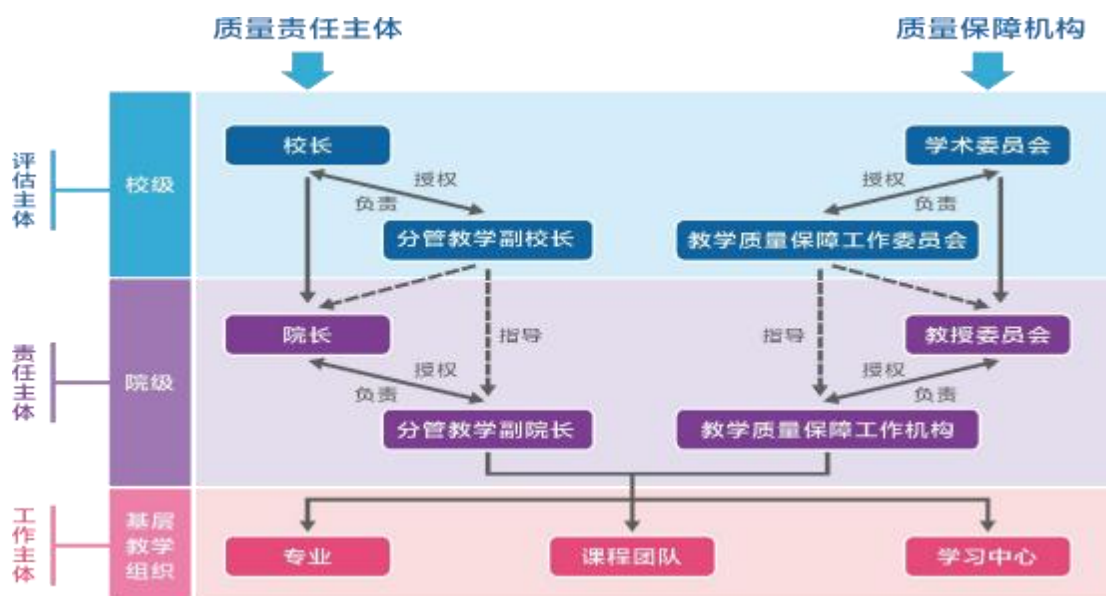 质量责任主体
质量保障机构
评估主体
校级
校长
学术委员会
授权
授权
负责
负责
分管教学副校长
教学质量保障工作委员会
责任主体
院级
院长
指导
指导
教授委员会
授权
授权
负责
负责
分管教学副院长
教学质量保障工作机构
工作主体
基层
教学
组织
专业
课程团队
学习中心